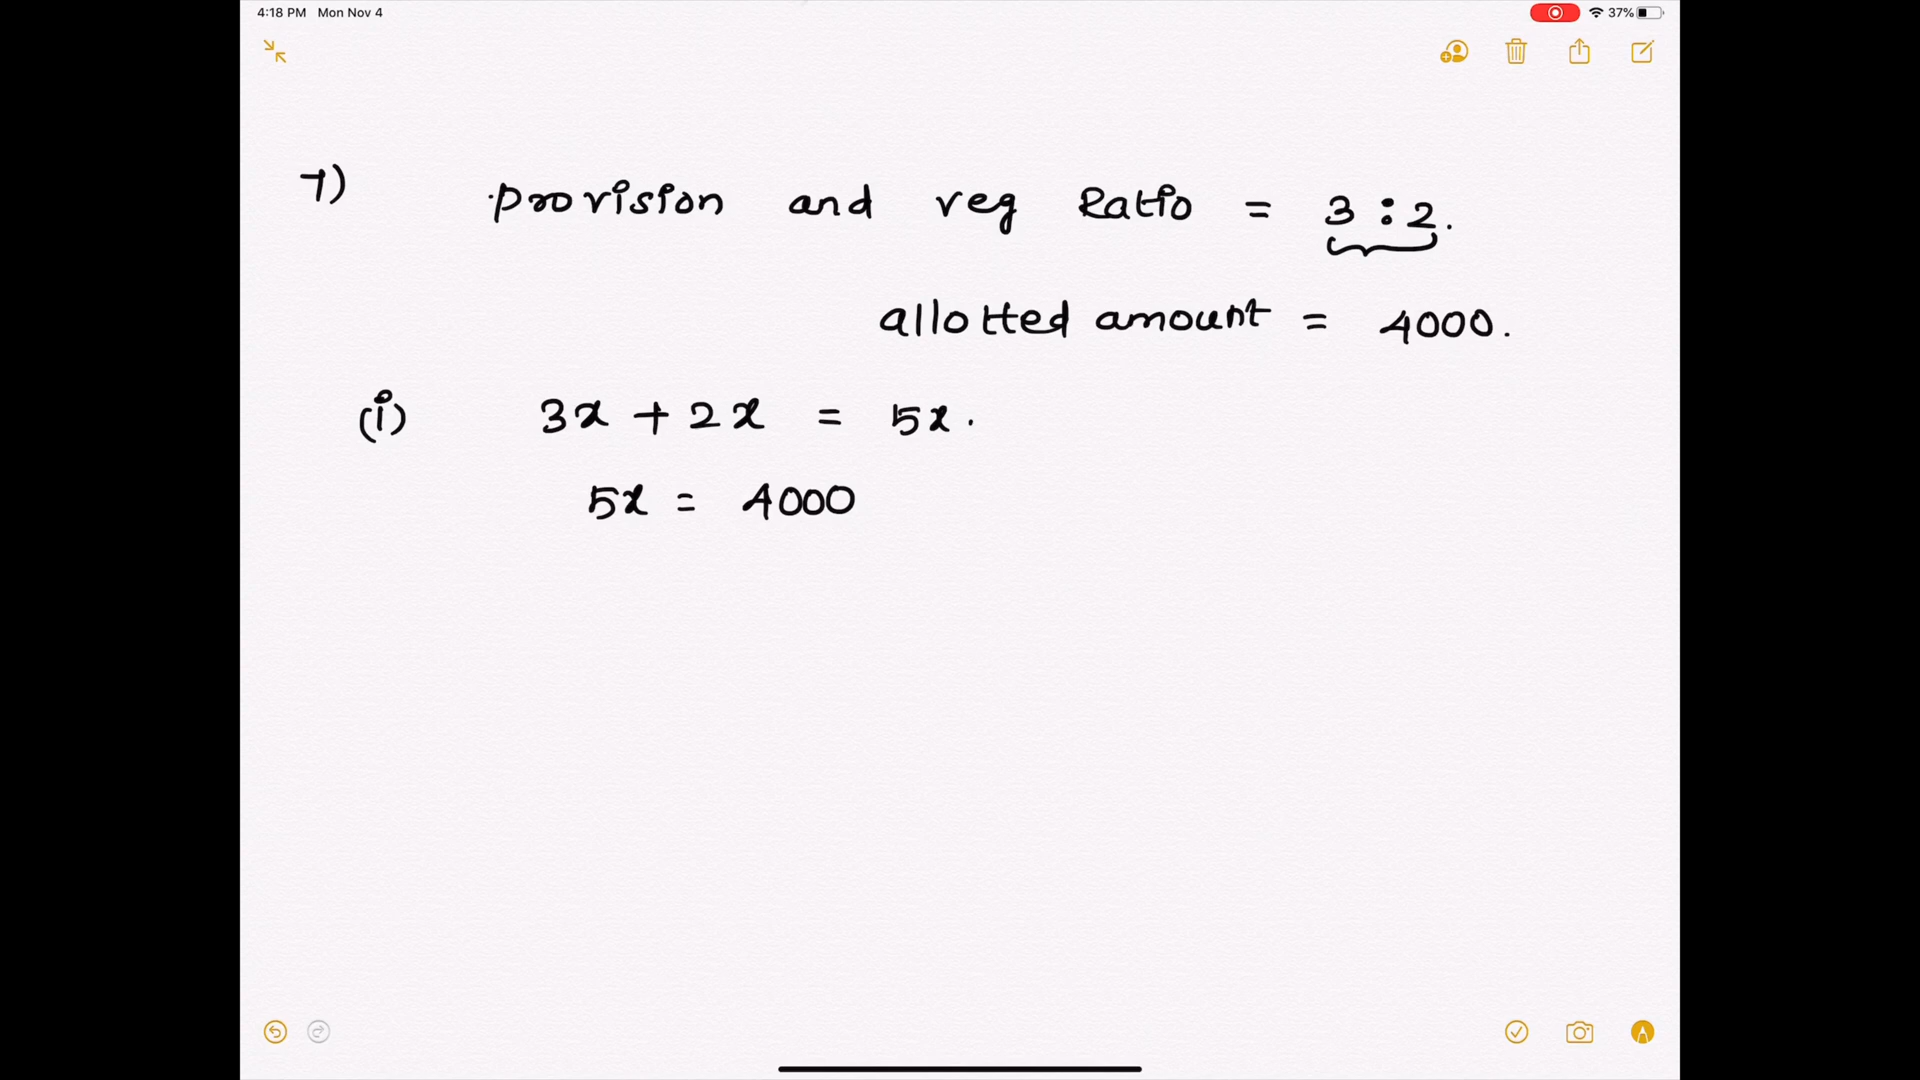 4:18 PM Mon Nov 4
37%
7) provision and reg Ratio = 3 : 2.
allotted amount = 4000.
(i) 3x + 2x = 5x.
5x = 4000